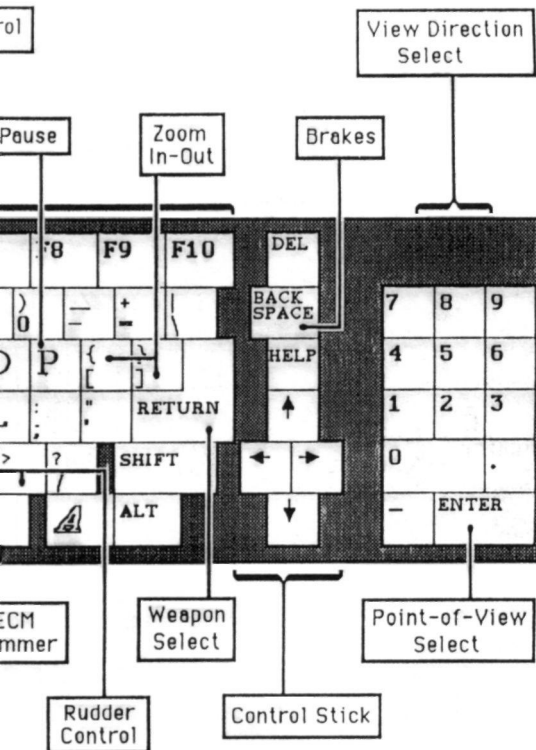 View Direction
Select
Pause
Zoom
In-Out
Brakes
F8 F9 F10 DEL
) 0 — – + = | \ BACK
SPACE
7 8 9
P { [ } ] HELP
4 5 6
: ; " ' RETURN
1 2 3
> ? / SHIFT
0 .
ALT
– ENTER
Weapon
Select
Point-of-View
Select
Rudder
Control
Control Stick